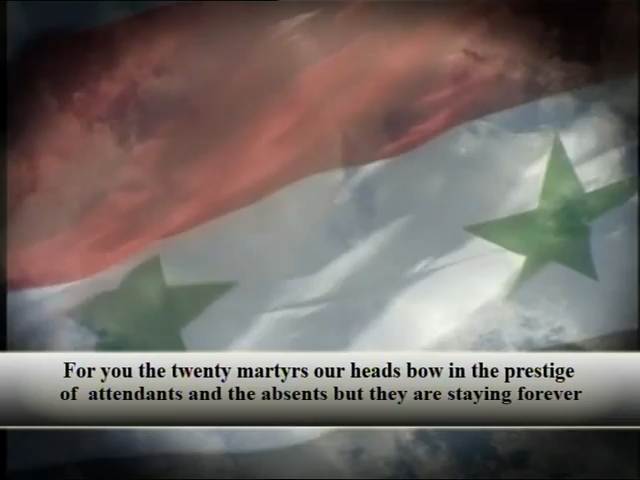 For you the twenty martyrs our heads bow in the prestige
of attendants and the absents but they are staying forever